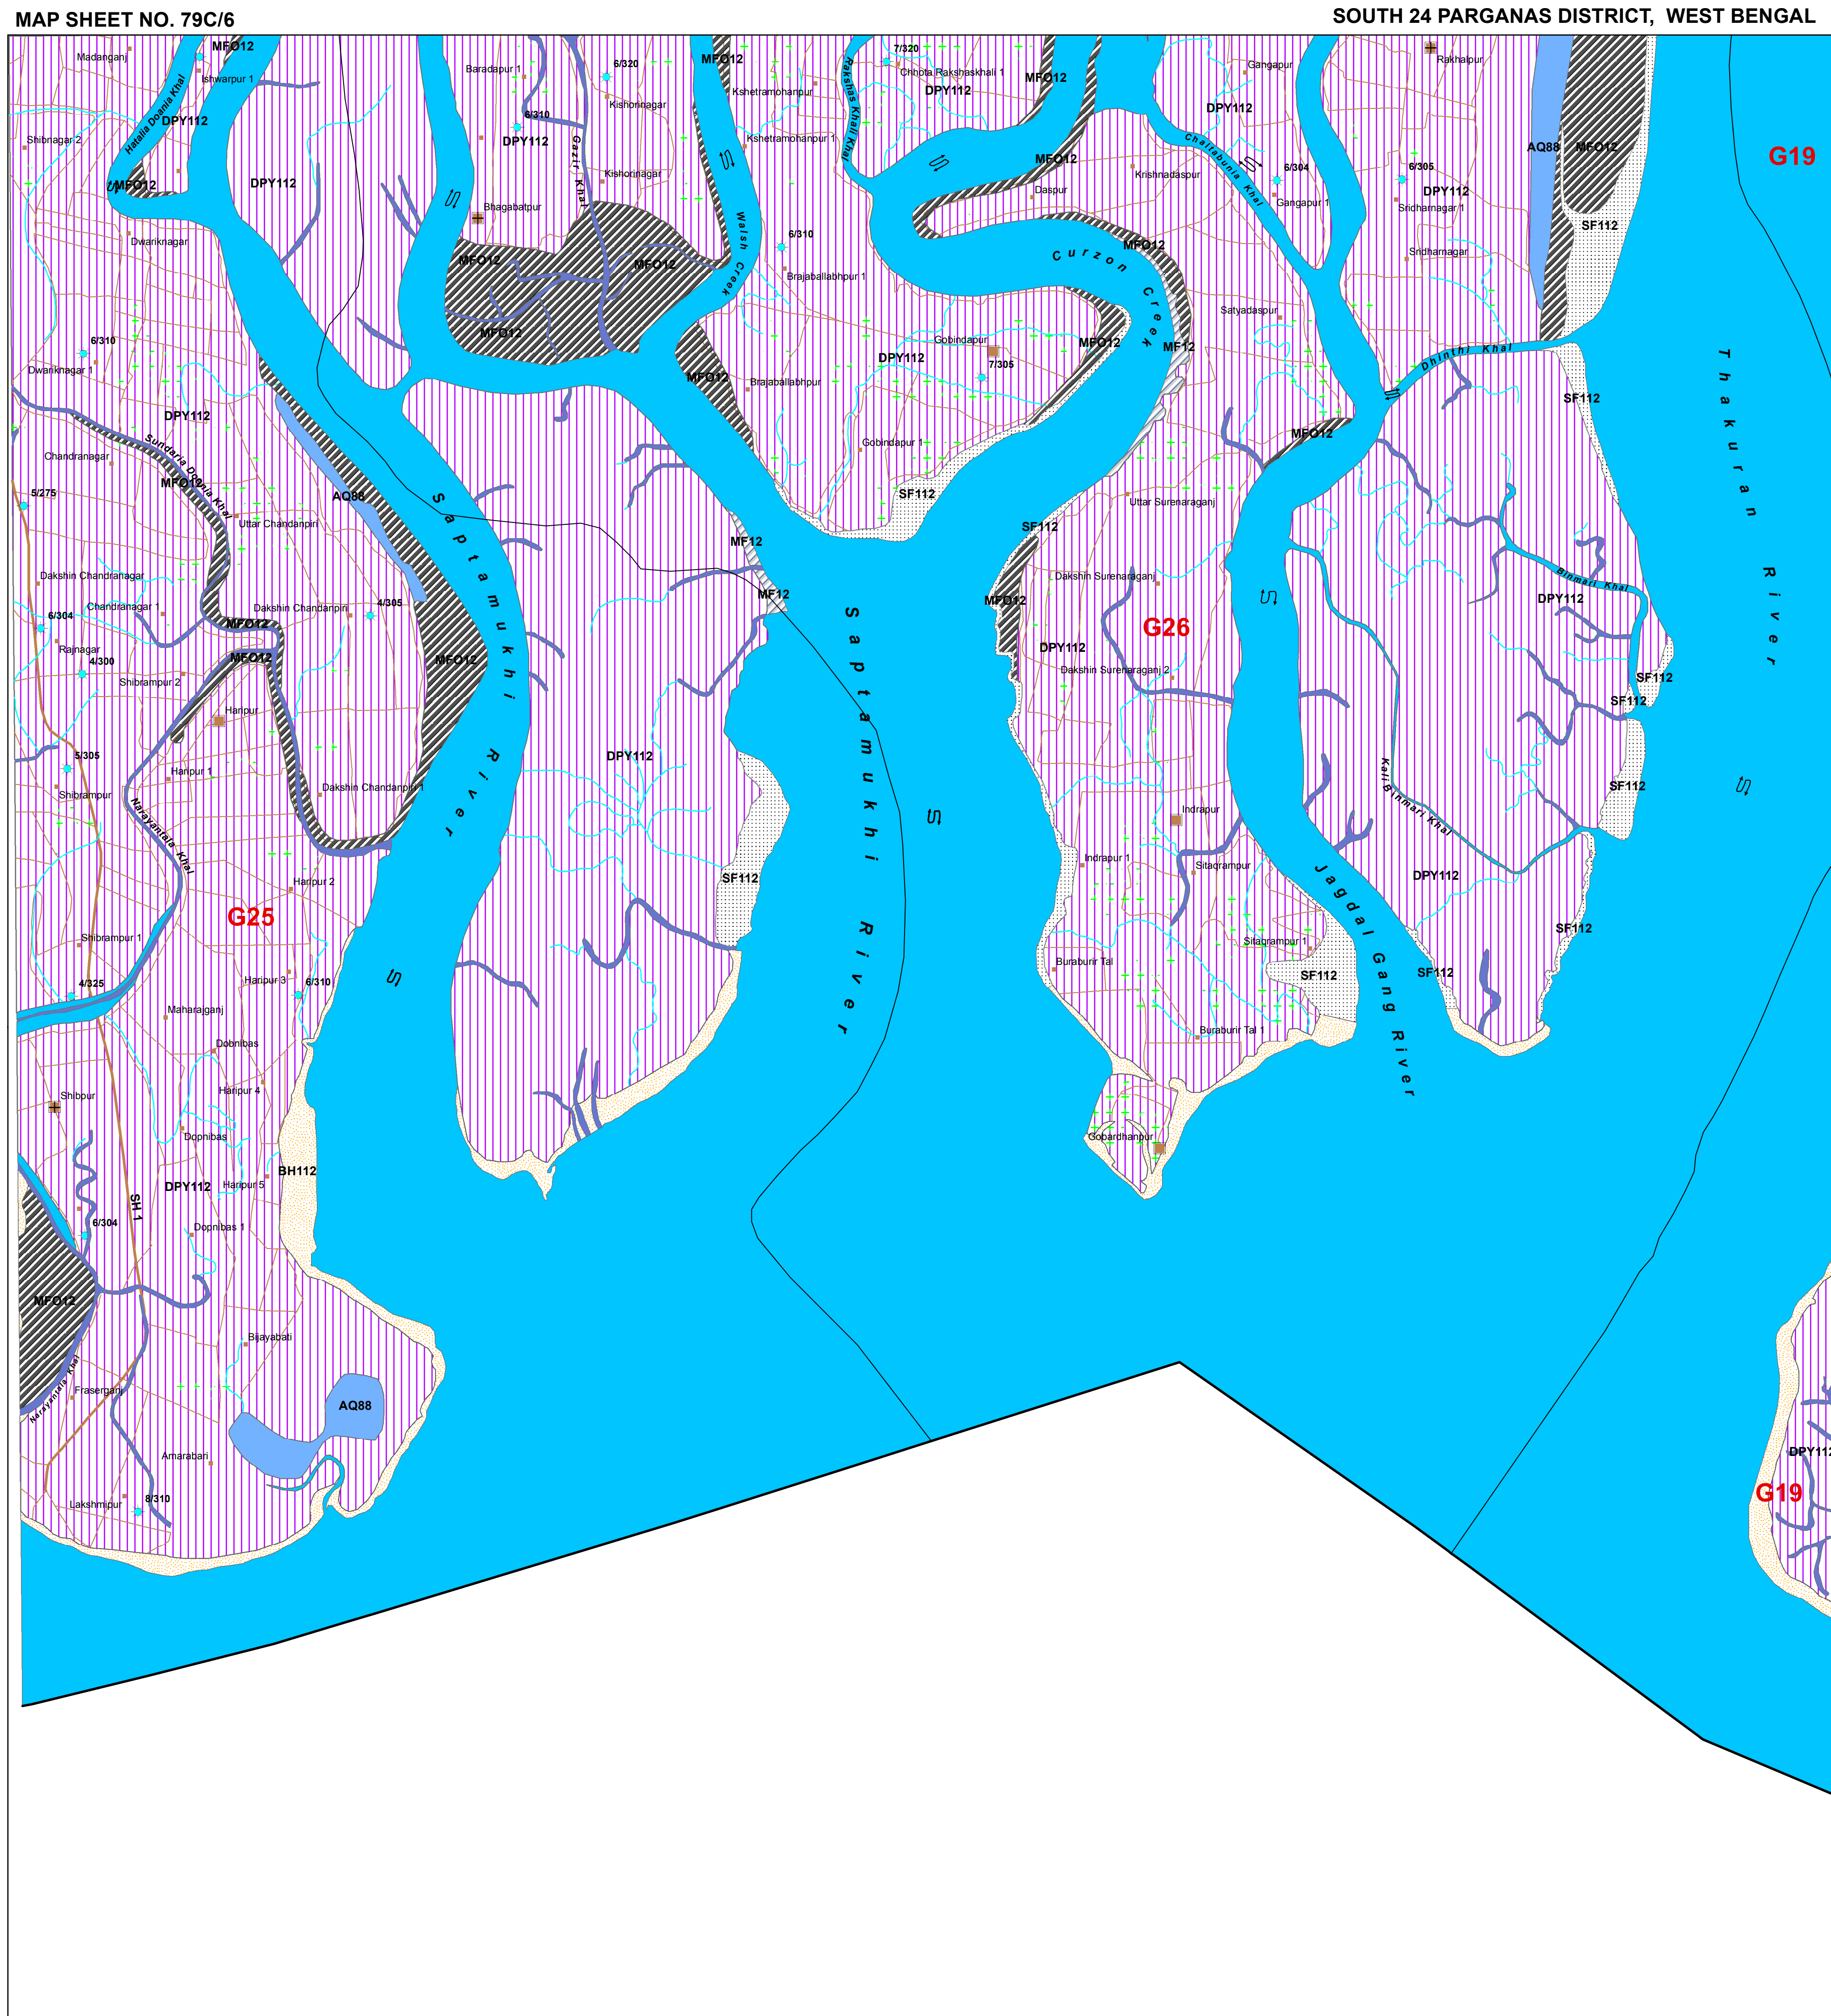 MAP SHEET NO. 79C/6
SOUTH 24 PARGANAS DISTRICT, WEST BENGAL
Madanganj
MFO12
Ishwarpur 1
Hatalia Doania Khal
DPY112
Shibnagar 2
MFO12
DPY112
Dwariknagar
Baradapur 1
6/310
DPY112
6/320
Kishorinagar
Gazir Khal
Kishorinagar
Bhagabatpur
MFO12
MFO12
MFO12
MFO12
Kshetramohanpur
Kshetramohanpur 1
Walsh Creek
6/310
Brajaballabhpur 1
Rakshas Khali Khal
7/320
Chhota Rakshaskhali 1
DPY112
MFO12
MFO12
Daspur
Krishnadaspur
Gangapur
DPY112
Challabunia Khal
6/304
Gangapur 1
Rakhalpur
6/305
DPY112
Sridharnagar 1
Sridharnagar
AQ88
MFO12
SF112
G19
Curzon Creek
MFO12
MF12
MFO12
Satyadaspur
Gobindapur
DPY112
7/305
MFO12
Brajaballabhpur
Gobindapur 1
SF112
Dhinthi Khal
SF112
Thakuran River
6/310
Dwariknagar 1
DPY112
Chandranagar
Sundaria Doania Khal
MFO12
5/275
Uttar Chandanpiri
AQ88
Saptamukhi River
MF12
MF12
Saptamukhi River
MFO12
Uttar Surenaraganj
SF112
Dakshin Surenaraganj
MFO12
G26
DPY112
Dakshin Surenaraganj 2
Binmari Khal
DPY112
SF112
SF112
SF112
Dakshin Chandranagar
Chandranagar 1
6/304
Rajnagar
4/300
Shibrampur 2
Dakshin Chandanpiri
4/305
MFO12
MFO12
MFO12
Haripur
5/305
Haripur 1
Shibrampur
Dakshin Chandanpiri 1
Narayantala Khal
DPY112
SF112
Indrapur
Indrapur 1
Sitaqrampur
Kali Binmari Khal
DPY112
Jagdal Gang River
SF112
SF112
Sitaqrampur 1
SF112
Buraburir Tal
Buraburir Tal 1
Gobardhanpur
Haripur 2
G25
Shibrampur 1
4/325
Haripur 3
6/310
Maharajganj
Dobnibas
Haripur 4
Shibpur
Dopnibas
BH112
Haripur 5
DPY112
SH 1
6/304
Dopnibas 1
MFO12
Bijayabati
Fraserganj
Narayantala Khal
AQ88
Amarabari
Lakshmipur
8/310
DPY112
G19